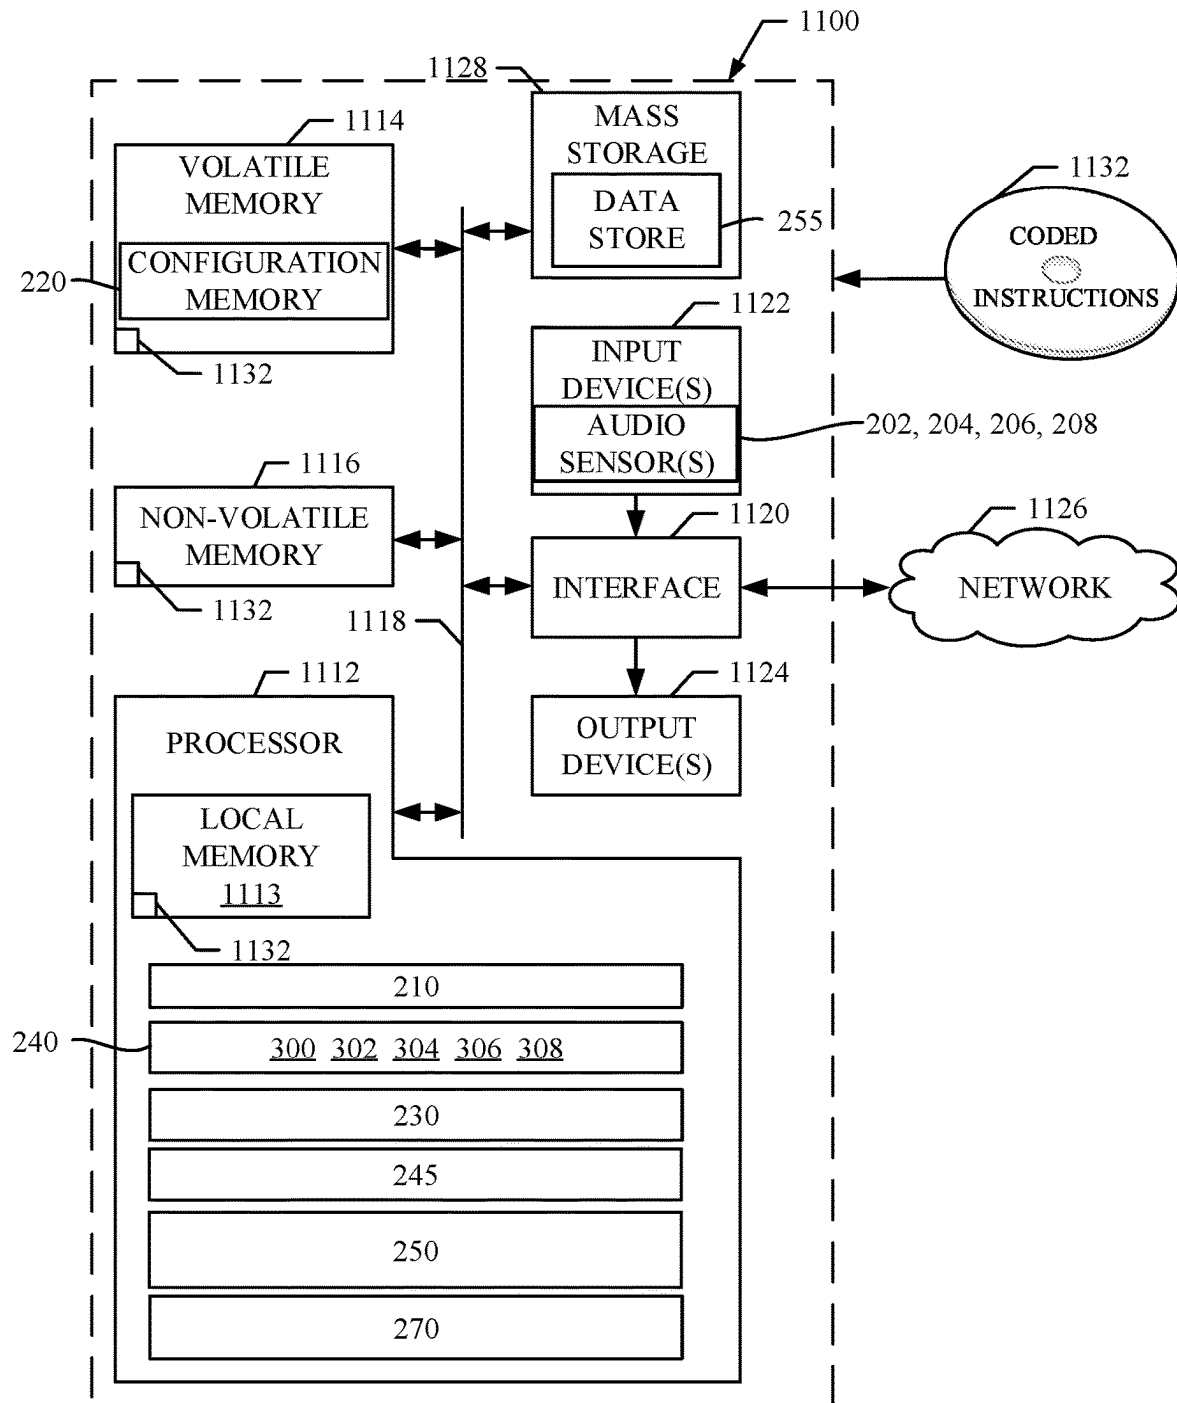 1100
1128
MASS
STORAGE
DATA
STORE
255
1114
VOLATILE
MEMORY
CONFIGURATION
MEMORY
220
1132
1132
CODED
INSTRUCTIONS
1122
INPUT
DEVICE(S)
AUDIO
SENSOR(S)
202, 204, 206, 208
1116
NON-VOLATILE
MEMORY
1132
1120
INTERFACE
1126
NETWORK
1118
1124
OUTPUT
DEVICE(S)
1112
PROCESSOR
LOCAL
MEMORY
1113
1132
210
240
300 302 304 306 308
230
245
250
270